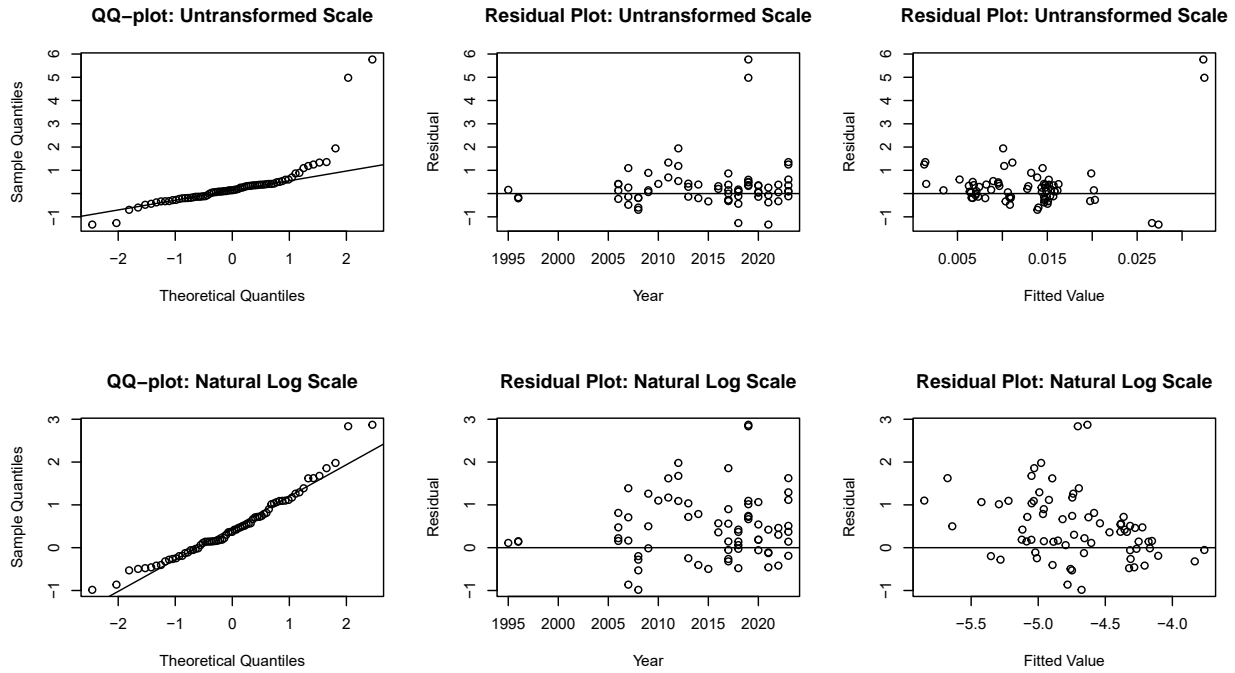 QQ−plot: Untransformed Scale
Sample Quantiles
6
5
4
3
2
1
−1
−2 −1 0 1 2
Theoretical Quantiles
Residual Plot: Untransformed Scale
Residual
6
5
4
3
2
1
−1
1995 2000 2005 2010 2015 2020
Year
Residual Plot: Untransformed Scale
Residual
6
5
4
3
2
1
−1
0.005 0.015 0.025
Fitted Value
QQ−plot: Natural Log Scale
Sample Quantiles
3
2
1
0
−1
−2 −1 0 1 2
Theoretical Quantiles
Residual Plot: Natural Log Scale
Residual
3
2
1
0
−1
1995 2000 2005 2010 2015 2020
Year
Residual Plot: Natural Log Scale
Residual
3
2
1
0
−1
−5.5 −5.0 −4.5 −4.0
Fitted Value